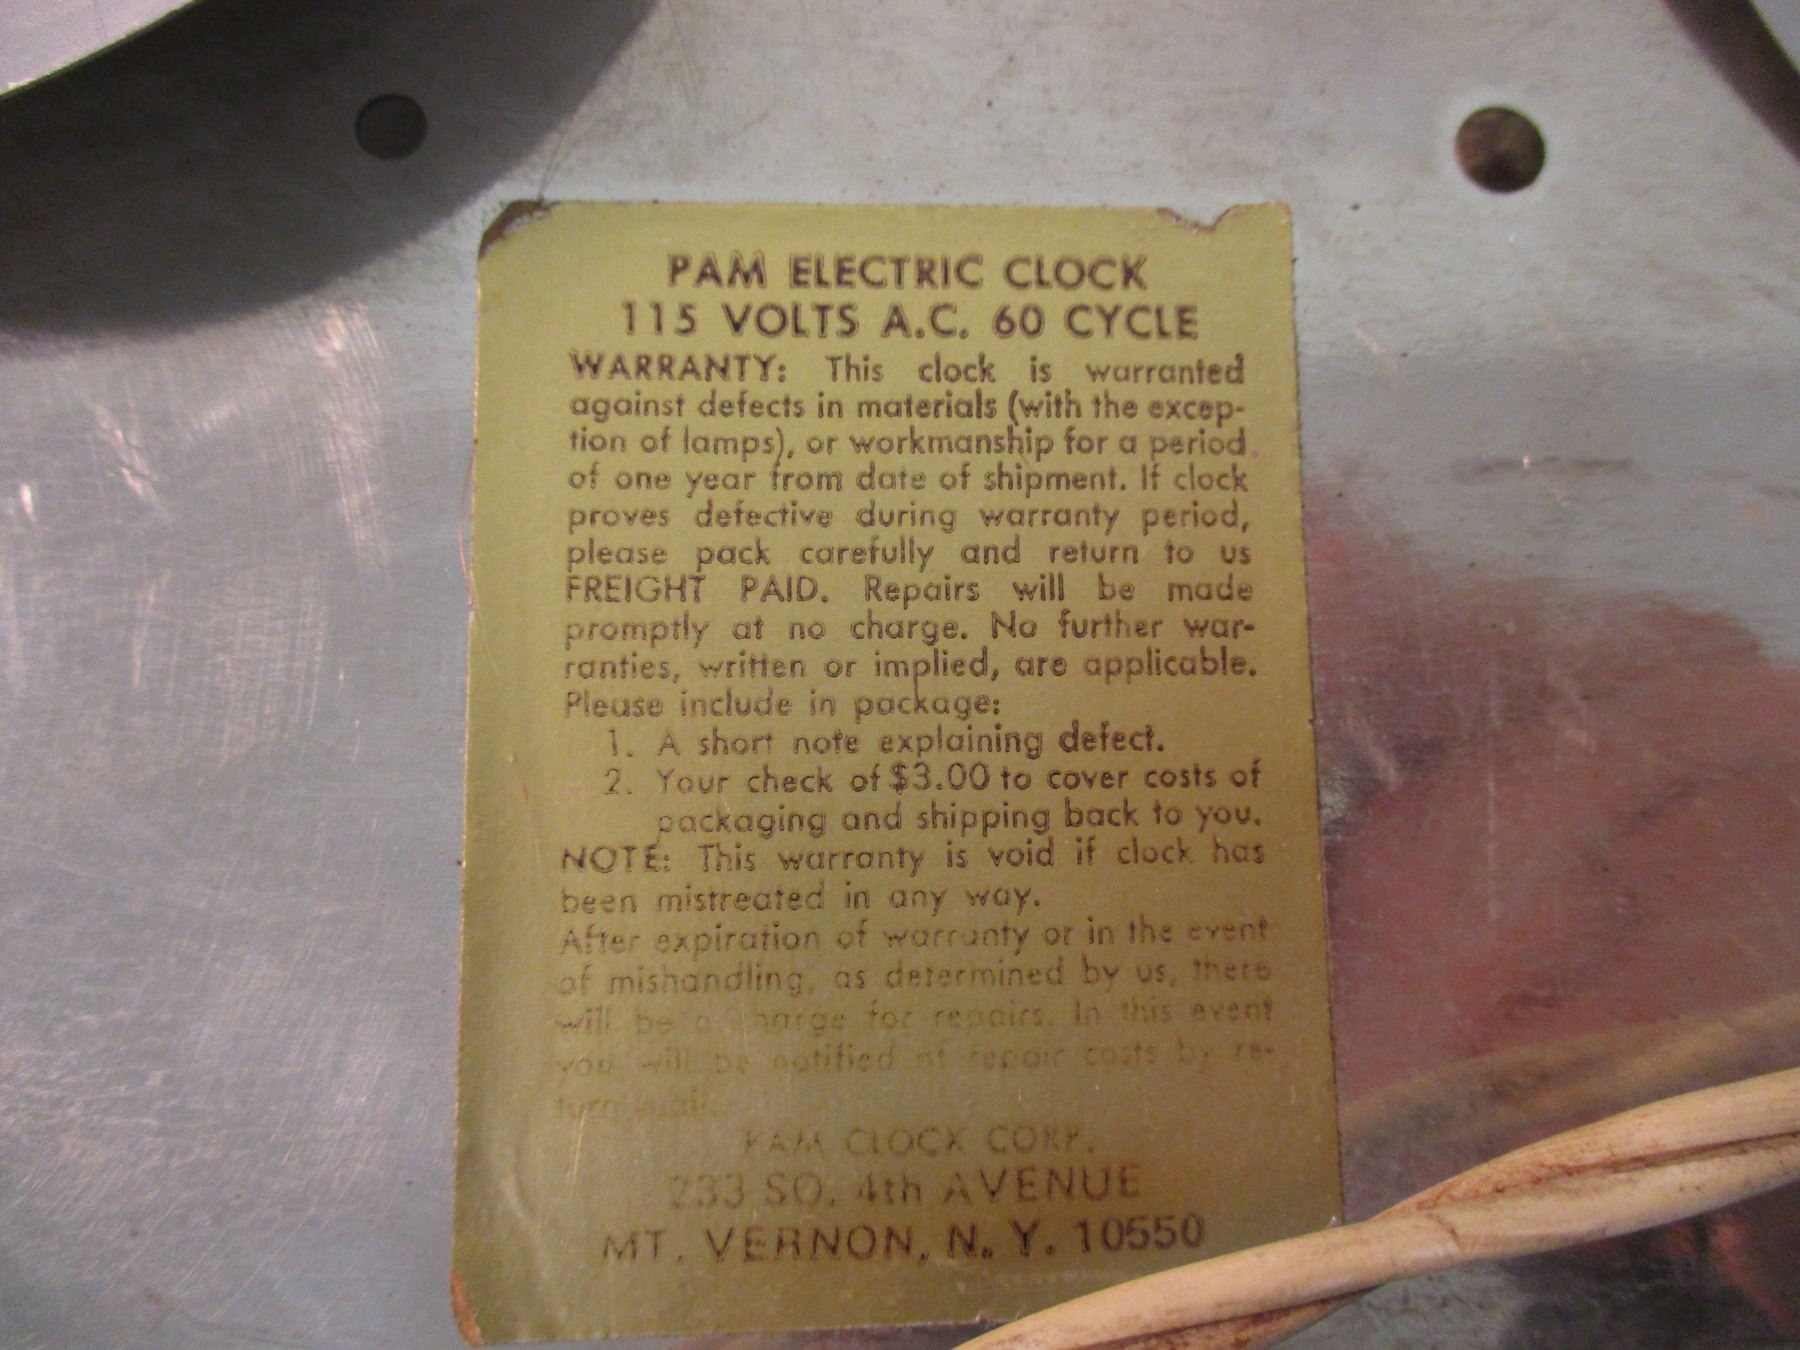 PAM ELECTRIC CLOCK
115 VOLTS A.C. 60 CYCLE
WARRANTY: This clock is warranted
against defects in materials (with the excep-
tion of lamps), or workmanship for a period
of one year from date of shipment. If clock
proves defective during warranty period,
please pack carefully and return to us
FREIGHT PAID. Repairs will be made
promptly at no charge. No further war-
ranties, written or implied, are applicable.
Please include in package:
1. A short note explaining defect.
2. Your check of $3.00 to cover costs of
packaging and shipping back to you.
NOTE: This warranty is void if clock has
been mistreated in any way.
After expiration of warranty or in the event
of mishandling, as determined by us, there
will be a charge for repairs. In this event
you will be notified of repair costs by re-
turn mail.
PAM CLOCK CORP.
233 SO. 4th AVENUE
MT. VERNON, N. Y. 10550